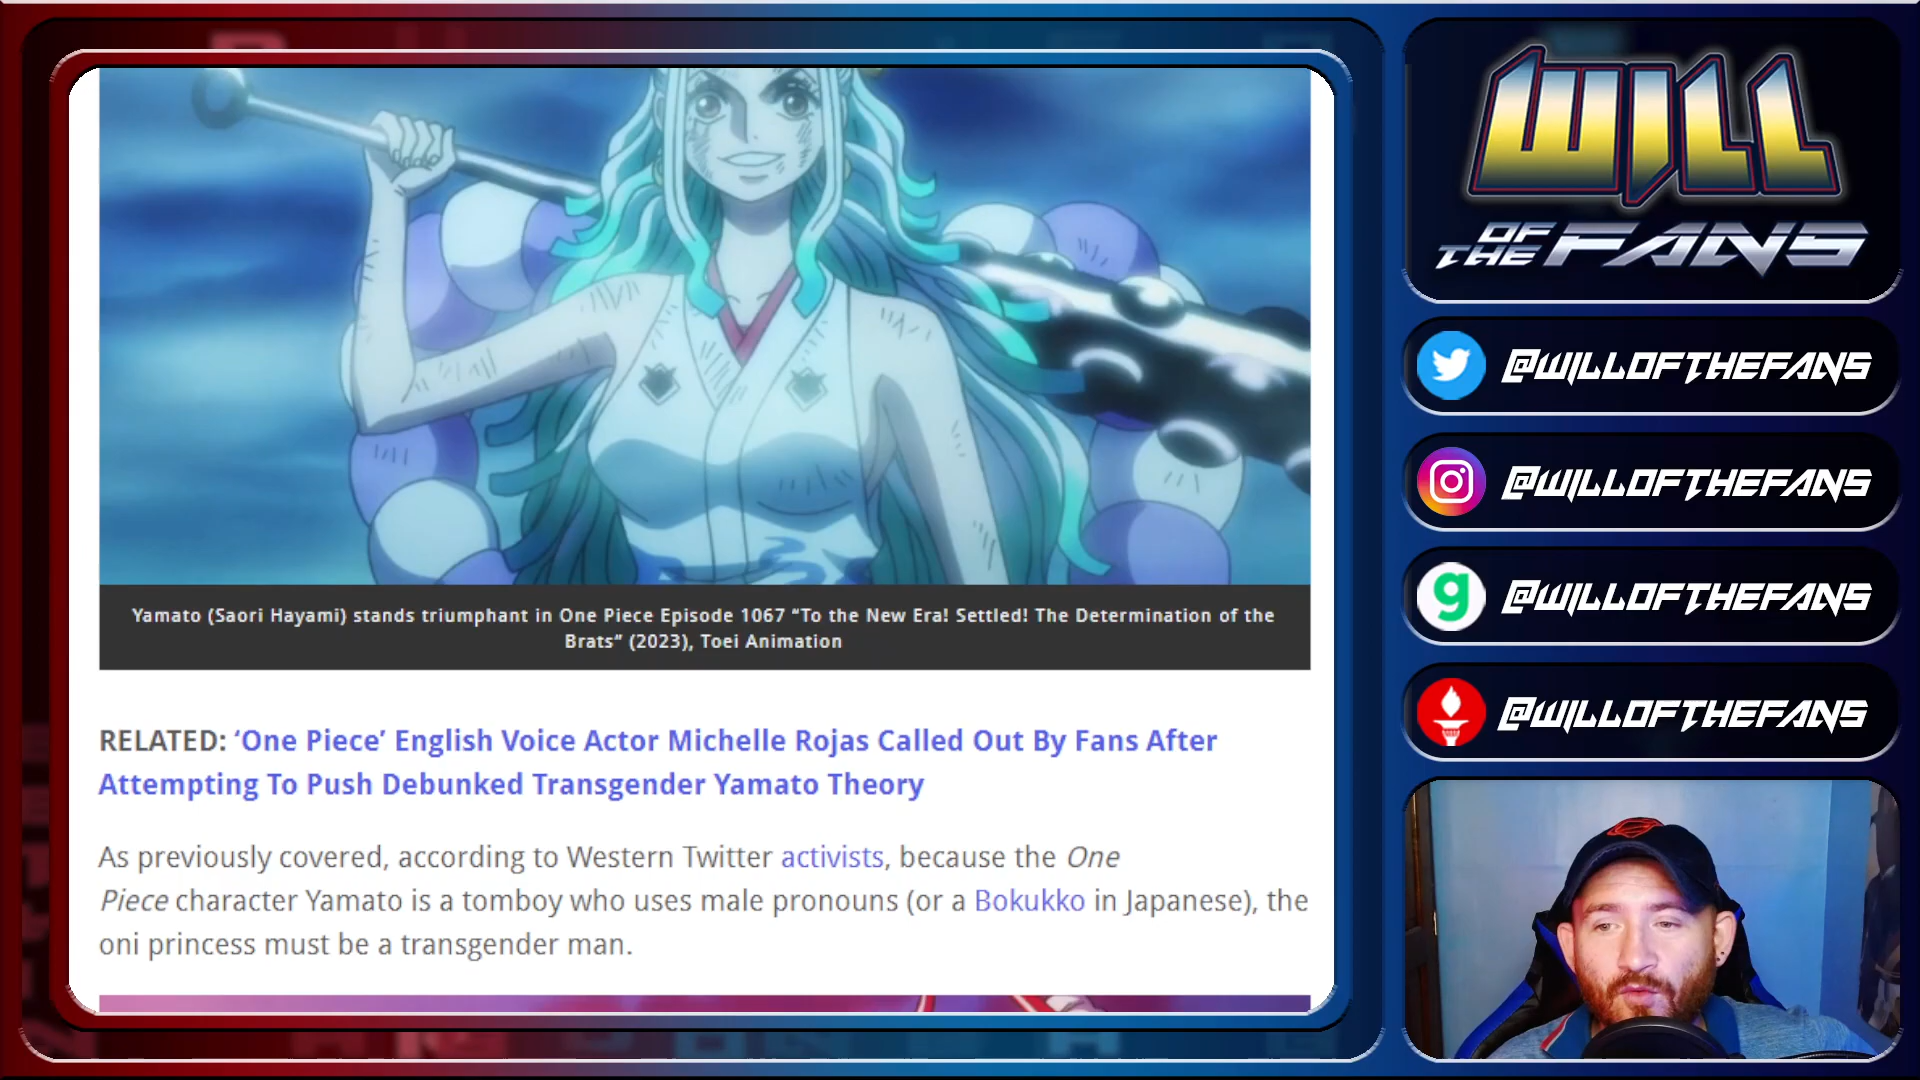 Yamato (Saori Hayami) stands triumphant in One Piece Episode 1067 “To the New Era! Settled! The Determination of the
Brats” (2023), Toei Animation
RELATED: ‘One Piece’ English Voice Actor Michelle Rojas Called Out By Fans After
Attempting To Push Debunked Transgender Yamato Theory
As previously covered, according to Western Twitter activists, because the One
Piece character Yamato is a tomboy who uses male pronouns (or a Bokukko in Japanese), the
oni princess must be a transgender man.
WILL
OF
THE FANS
@WILLOFTHEFANS
@WILLOFTHEFANS
g @WILLOFTHEFANS
@WILLOFTHEFANS